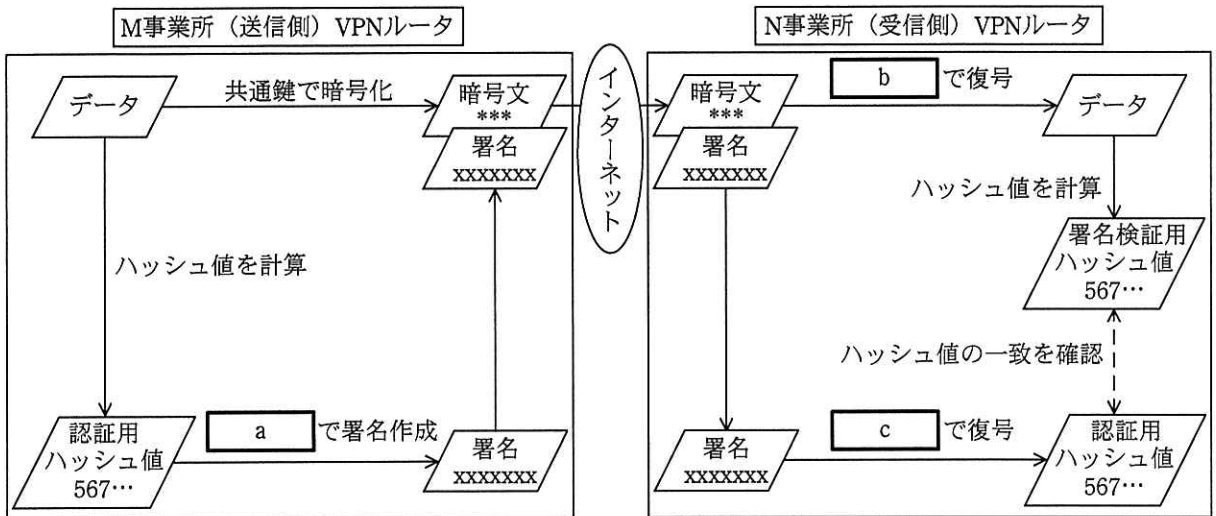 M事業所（送信側）VPNルータ
データ
共通鍵で暗号化
暗号文
***
署名
xxxxxxx
ハッシュ値を計算
認証用
ハッシュ値
567…
a で署名作成
署名
xxxxxxx
インターネット
N事業所（受信側）VPNルータ
暗号文
***
署名
xxxxxxx
b で復号
データ
ハッシュ値を計算
署名検証用
ハッシュ値
567…
ハッシュ値の一致を確認
署名
xxxxxxx
c で復号
認証用
ハッシュ値
567…